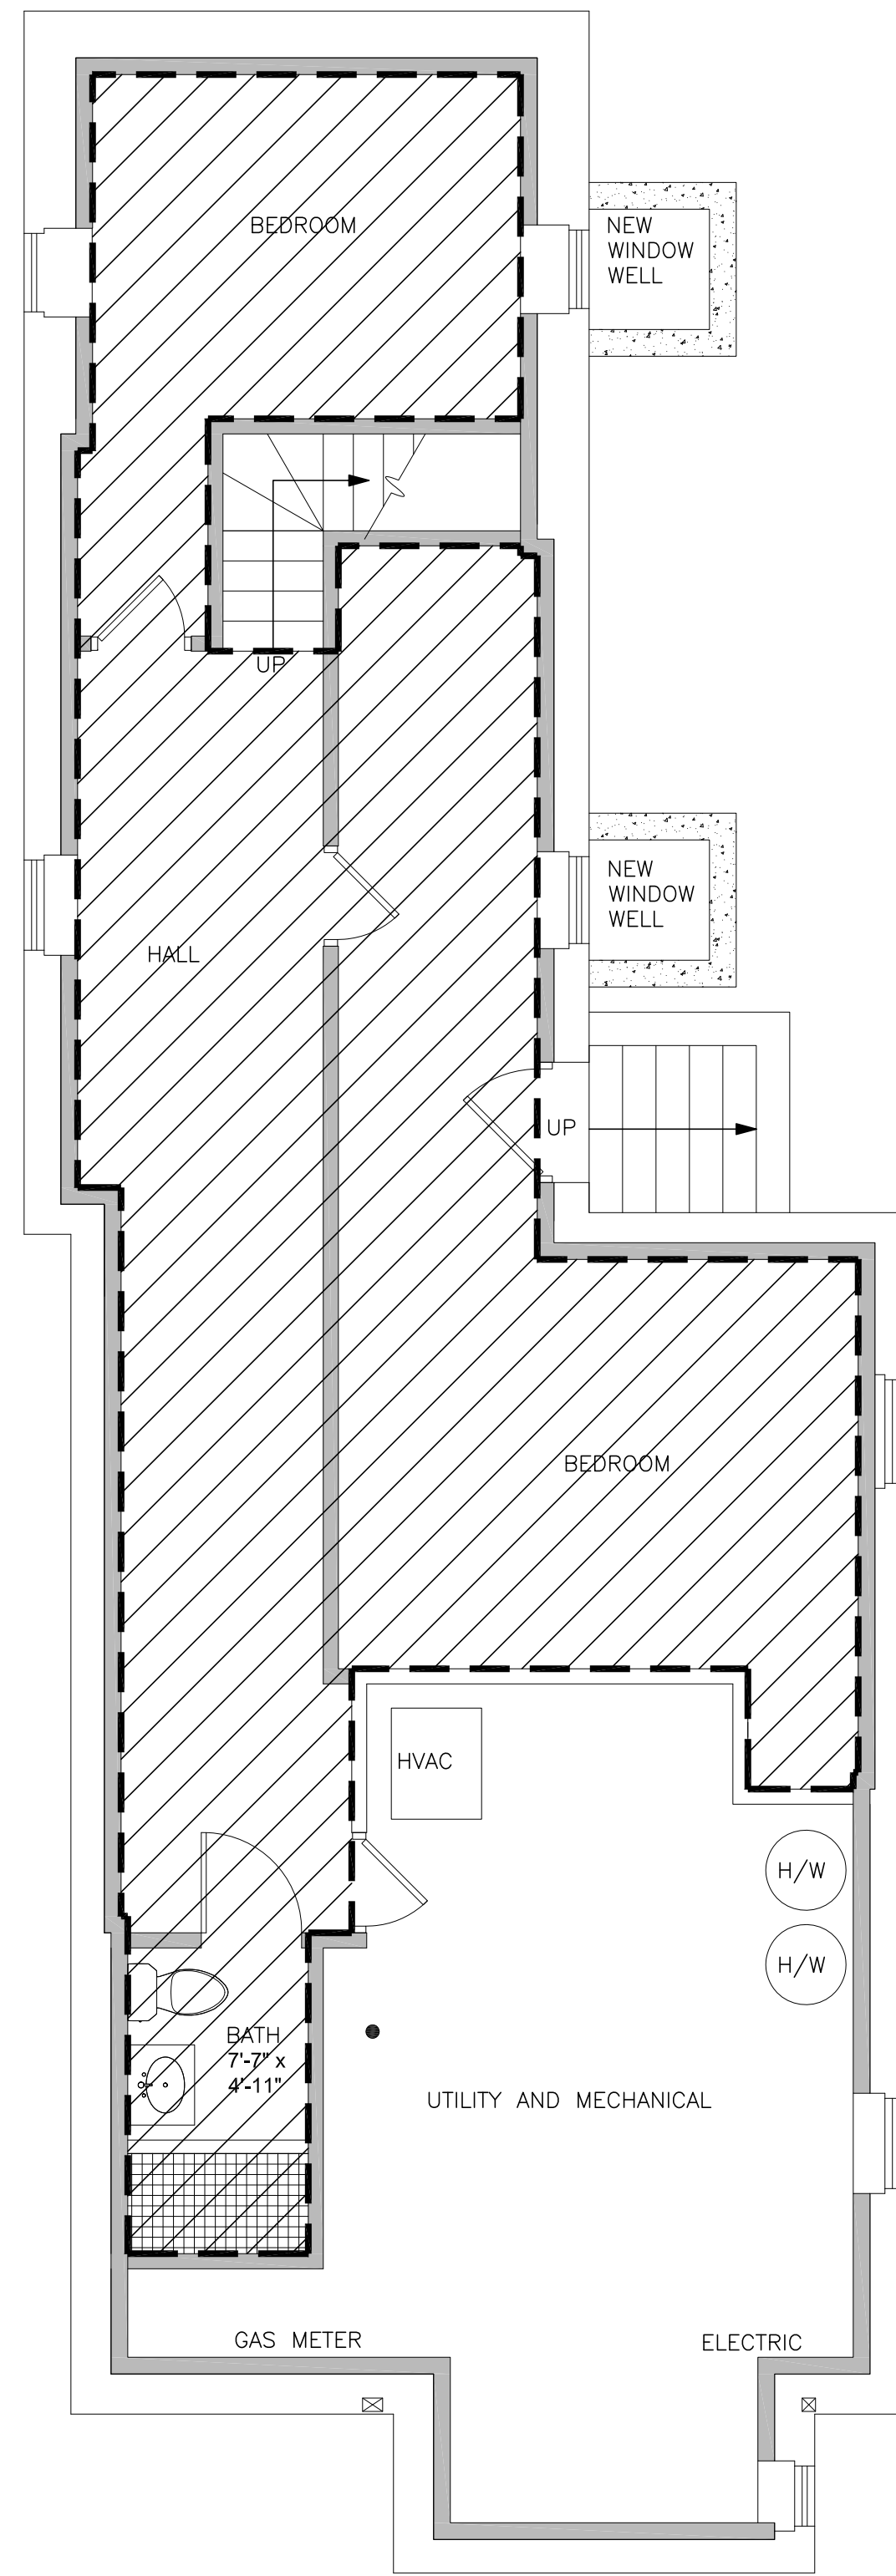 BEDROOM
NEW
WINDOW
WELL
UP
NEW
WINDOW
WELL
HALL
UP
BEDROOM
HVAC
H/W
H/W
BATH
7'-7" x
4'-11"
UTILITY AND MECHANICAL
GAS METER
ELECTRIC